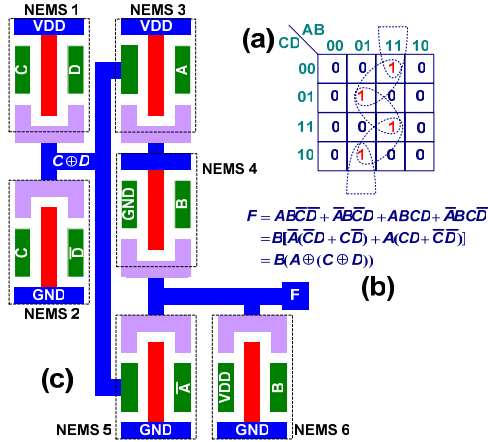 NEMS 1
NEMS 3
VDD
VDD
C
D
A
C⊕D
NEMS 4
GND
B
C
D̅
GND
NEMS 2
F
A̅
VDD
B
(c)
NEMS 5
GND
GND
NEMS 6
(a)
AB
CD
00 01 11 10
00 0 0 1 0
01 0 1 0 0
11 0 0 1 0
10 0 1 0 0
F = ABC̅D̅ + A̅BC̅D + ABCD + A̅BCD̅
= B[A̅(C̅D + CD̅) + A(CD + C̅D̅)]
= B(A⊕(C⊕D))
(b)